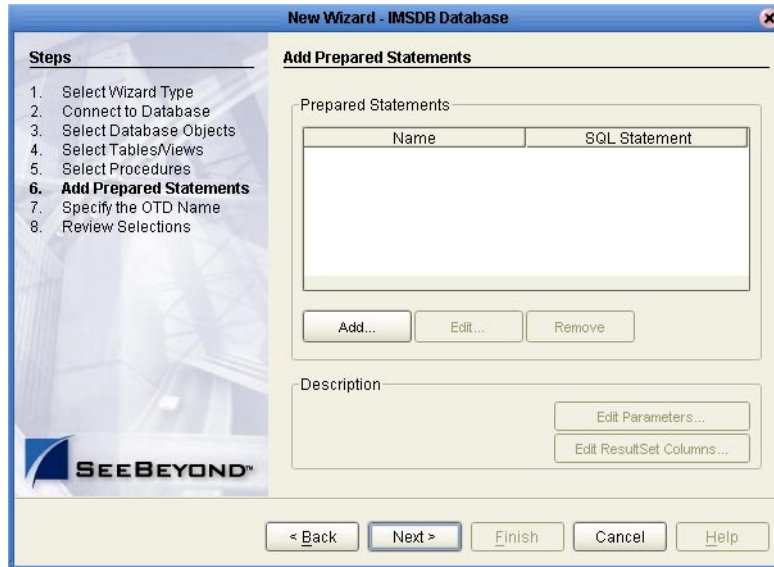 New Wizard - IMSDB Database
Steps
1. Select Wizard Type
2. Connect to Database
3. Select Database Objects
4. Select Tables/Views
5. Select Procedures
6. Add Prepared Statements
7. Specify the OTD Name
8. Review Selections
SEEBEYOND™
Add Prepared Statements
Prepared Statements
Name SQL Statement
Add... Edit... Remove
Description
Edit Parameters...
Edit ResultSet Columns...
< Back Next > Finish Cancel Help